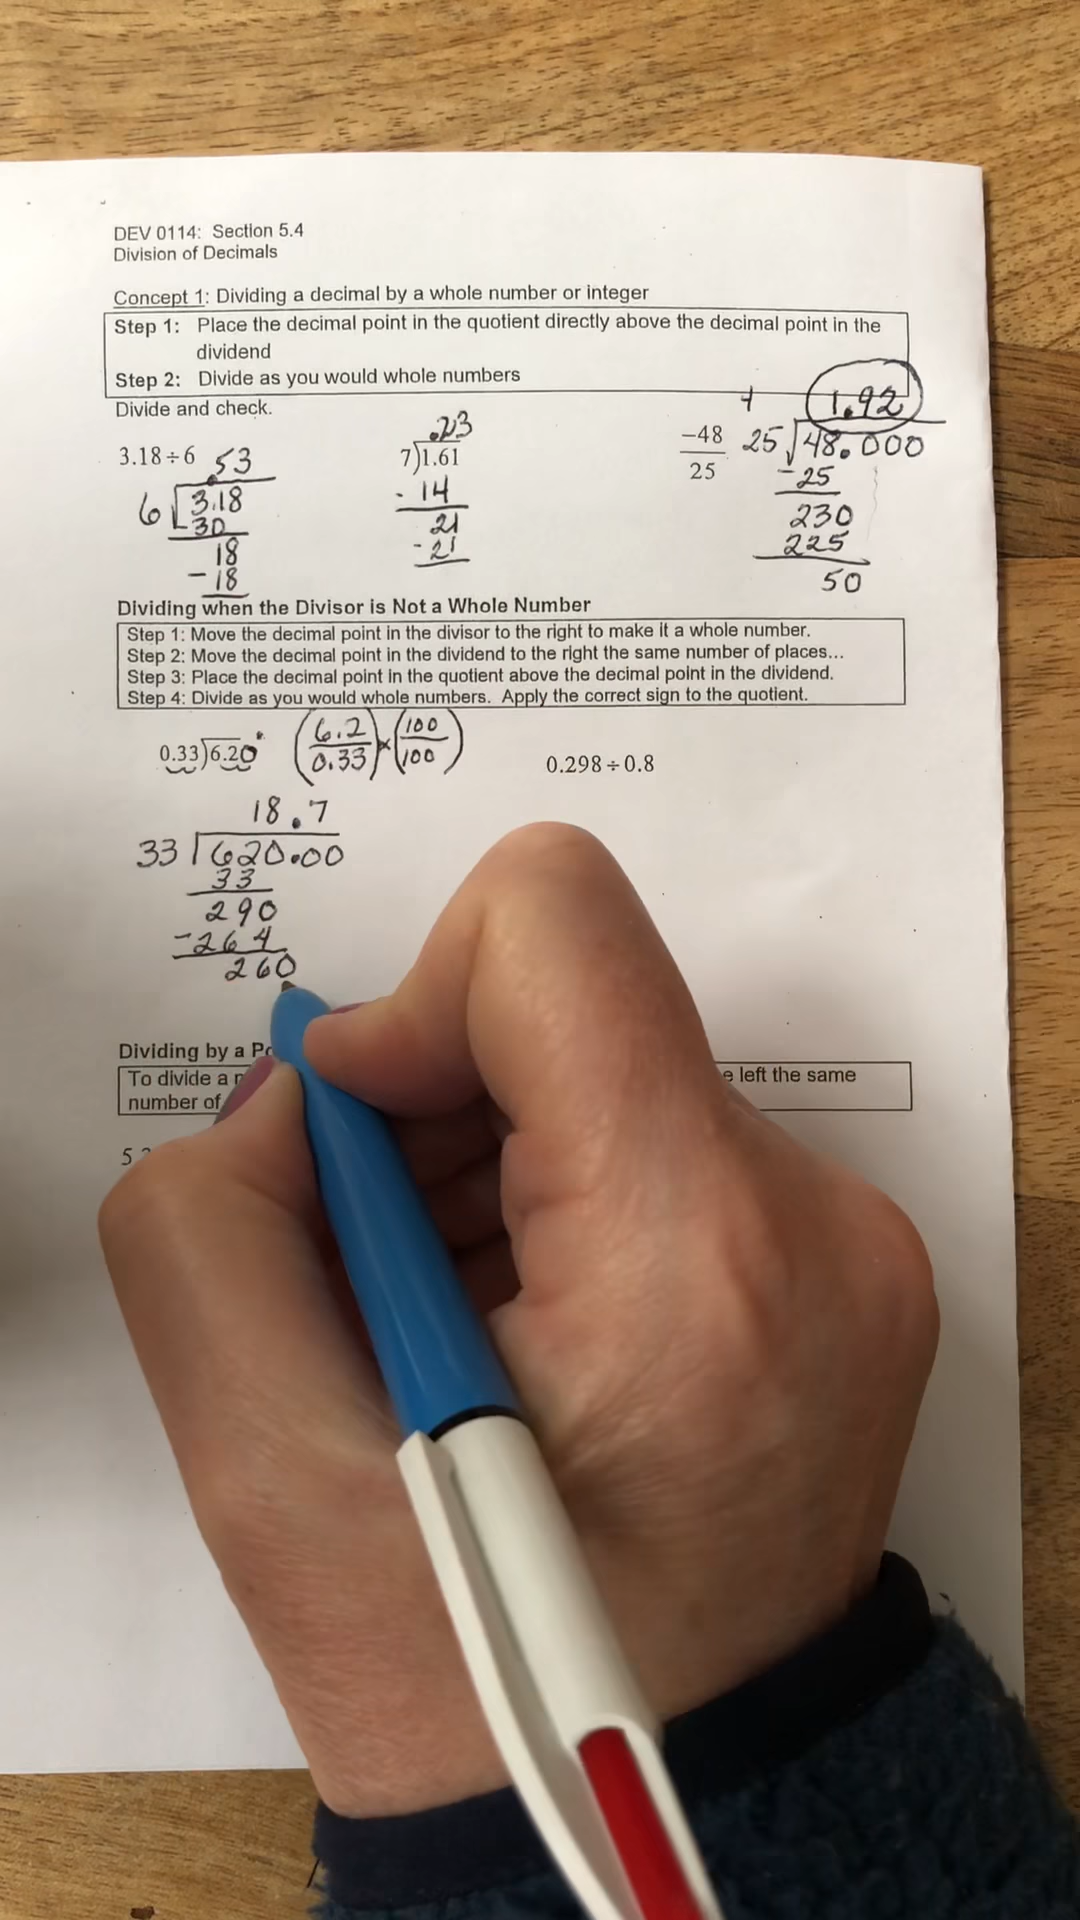 DEV 0114: Section 5.4
Division of Decimals
Concept 1: Dividing a decimal by a whole number or integer
Step 1: Place the decimal point in the quotient directly above the decimal point in the
dividend
Step 2: Divide as you would whole numbers
Divide and check.
3.18 ÷ 6
.53
6 3.18
30
18
- 18
.23
7)1.61
- 14
21
- 21
-48
25
1.92
25 48.000
- 25
230
225
50
Dividing when the Divisor is Not a Whole Number
Step 1: Move the decimal point in the divisor to the right to make it a whole number.
Step 2: Move the decimal point in the dividend to the right the same number of places...
Step 3: Place the decimal point in the quotient above the decimal point in the dividend.
Step 4: Divide as you would whole numbers. Apply the correct sign to the quotient.
0.33)6.20.
(6.2/0.33) × (100/100)
0.298 ÷ 0.8
18.7
33 620.00
33
290
- 264
260
Dividing by a
To divide a left the same
number of
5